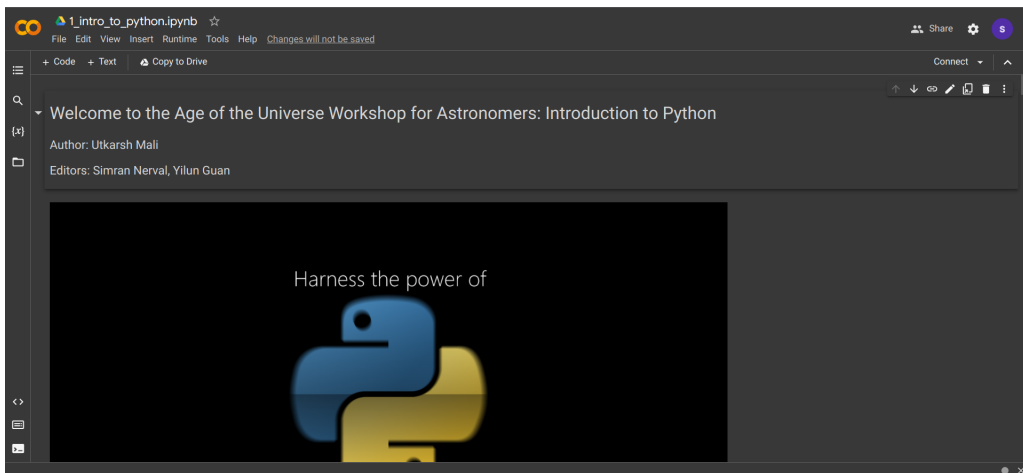 1_intro_to_python.ipynb
File Edit View Insert Runtime Tools Help Changes will not be saved
Share
S
+ Code + Text Copy to Drive
Connect
{x}
Welcome to the Age of the Universe Workshop for Astronomers: Introduction to Python
Author: Utkarsh Mali
Editors: Simran Nerval, Yilun Guan
Harness the power of